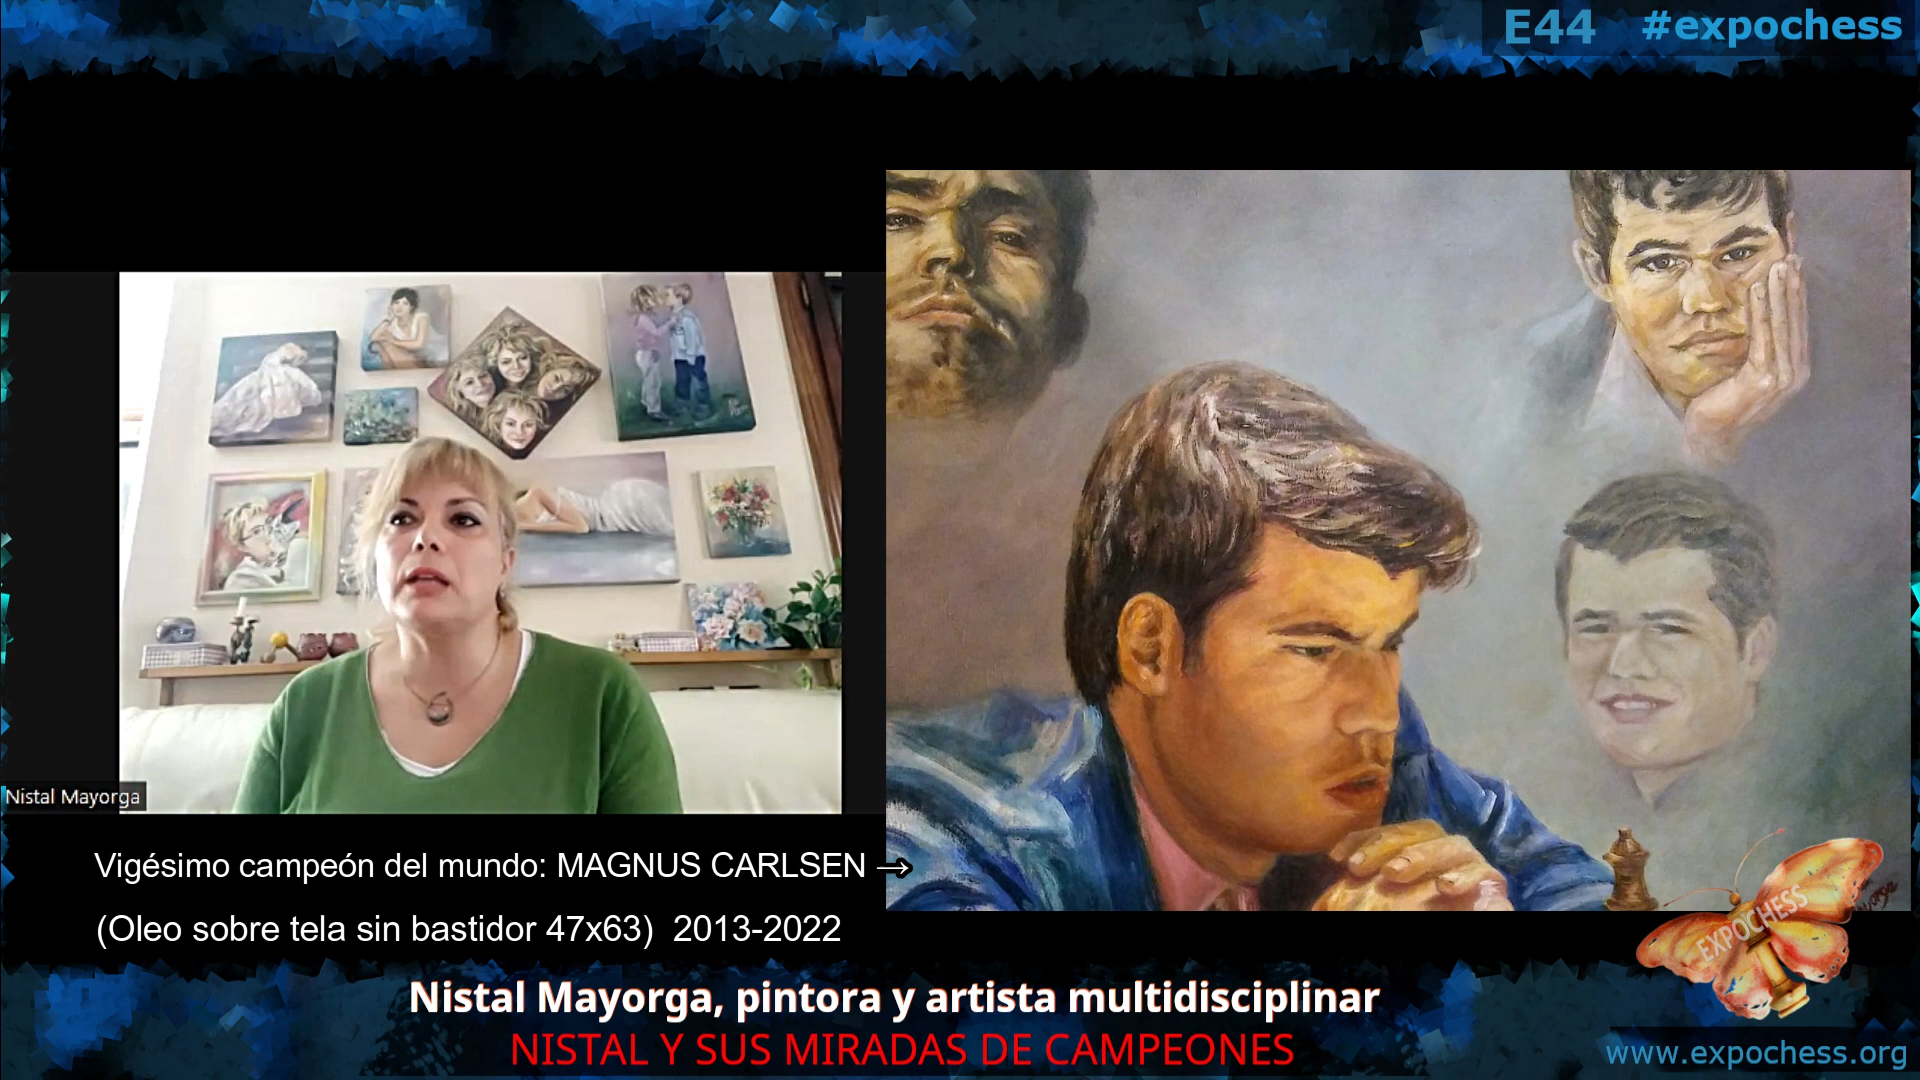 E44 #expochess
Nistal Mayorga
Vigésimo campeón del mundo: MAGNUS CARLSEN →
(Oleo sobre tela sin bastidor 47x63) 2013-2022
EXPOCHESS
Nistal Mayorga, pintora y artista multidisciplinar
NISTAL Y SUS MIRADAS DE CAMPEONES
www.expochess.org